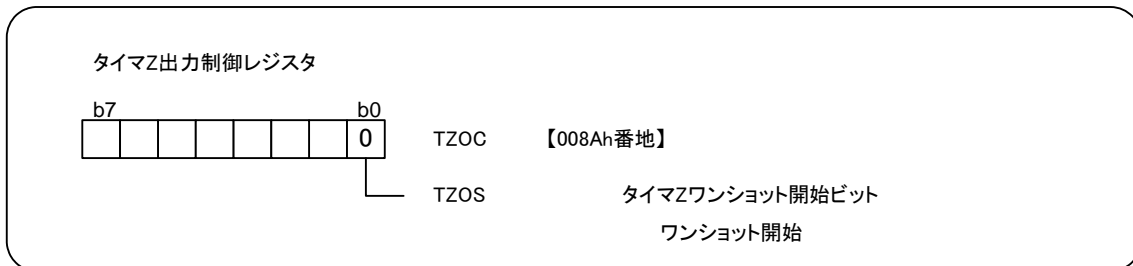 タイマZ出力制御レジスタ
b7 b0
0 TZOC 【008Ah番地】
TZOS タイマZワンショット開始ビット
ワンショット開始